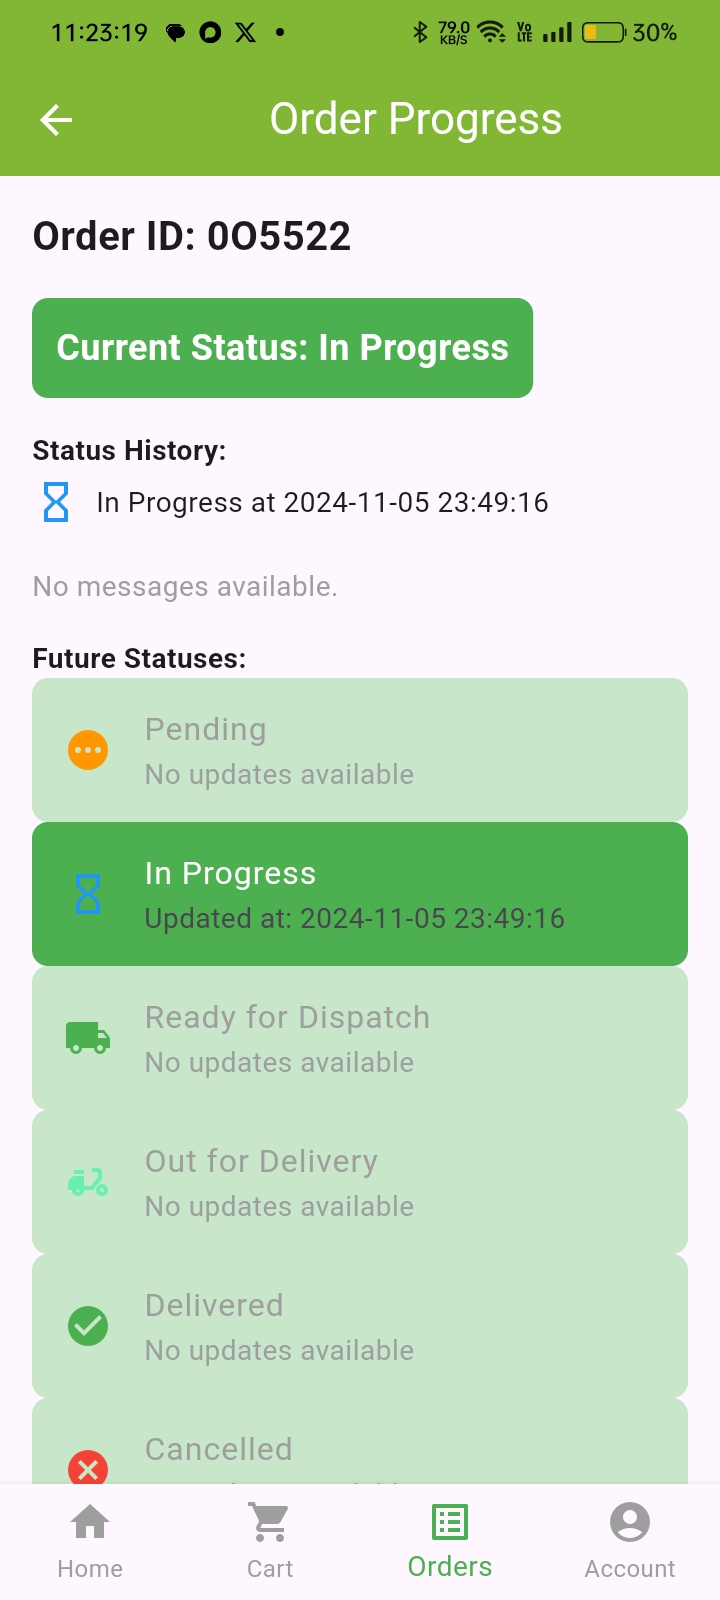 11:23:19 79.0 KB/S Vo LTE 30%
Order Progress
Order ID: 0O5522
Current Status: In Progress
Status History:
In Progress at 2024-11-05 23:49:16
No messages available.
Future Statuses:
Pending
No updates available
In Progress
Updated at: 2024-11-05 23:49:16
Ready for Dispatch
No updates available
Out for Delivery
No updates available
Delivered
No updates available
Cancelled
Home Cart Orders Account